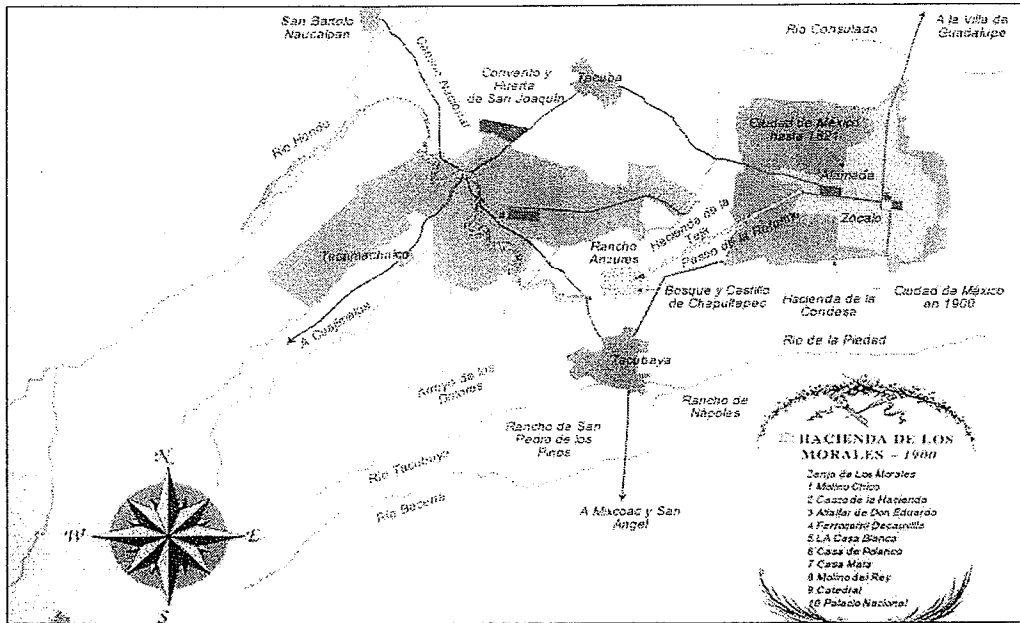 San Bartolo
Naucalpan
Camino Nacional
Convento y
Huerta
de San Joaquín
Tacuba
Río Consulado
A la Villa de
Guadalupe
Río Hondo
Ciudad de México
hasta 1821
Alameda
Zócalo
Hacienda de la
Teja
Paseo de la Reforma
Rancho
Anzures
Tecamachalco
A Cuajimalpa
Bosque y Castillo
de Chapultepec
Hacienda de la
Condesa
Ciudad de México
en 1900
Río de la Piedad
Tacubaya
Arroyo de los
Dolores
Rancho de
Nápoles
Rancho de San
Pedro de los
Pinos
Río Tacubaya
Río Becerra
A Mixcoac y San
Angel
N
W
E
S
HACIENDA DE LOS
MORALES - 1900
Zanja de Los Morales
1 Molino Chico
2 Casco de la Hacienda
3 Alfalfar de Don Eduardo
4 Ferrocarril Decauville
5 LA Casa Blanca
6 Casa de Polanco
7 Casa Mata
8 Molino del Rey
9 Catedral
10 Palacio Nacional